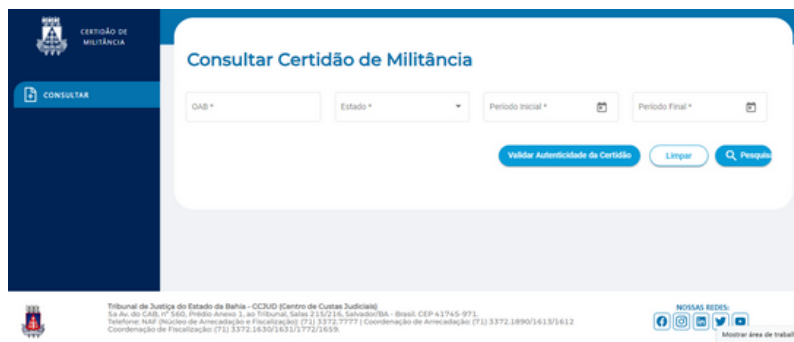 CERTIDÃO DE
MILITÂNCIA
CONSULTAR
Consultar Certidão de Militância
OAB *
Estado *
Período Inicial *
Período Final *
Validar Autenticidade da Certidão
Limpar
Pesquisa
Tribunal de Justiça do Estado da Bahia - CCJUD (Centro de Custas Judiciais)
5a Av. do CAB, nº 560, Prédio Anexo 1, ao Tribunal, Salas 215/216, Salvador/BA - Brasil. CEP 41745-971.
Telefone: NAF (Núcleo de Arrecadação e Fiscalização): (71) 3372.7777 | Coordenação de Arrecadação: (71) 3372.1890/1613/1612
Coordenação de Fiscalização: (71) 3372.1630/1631/1772/1659.
NOSSAS REDES:
Mostrar área de trabal